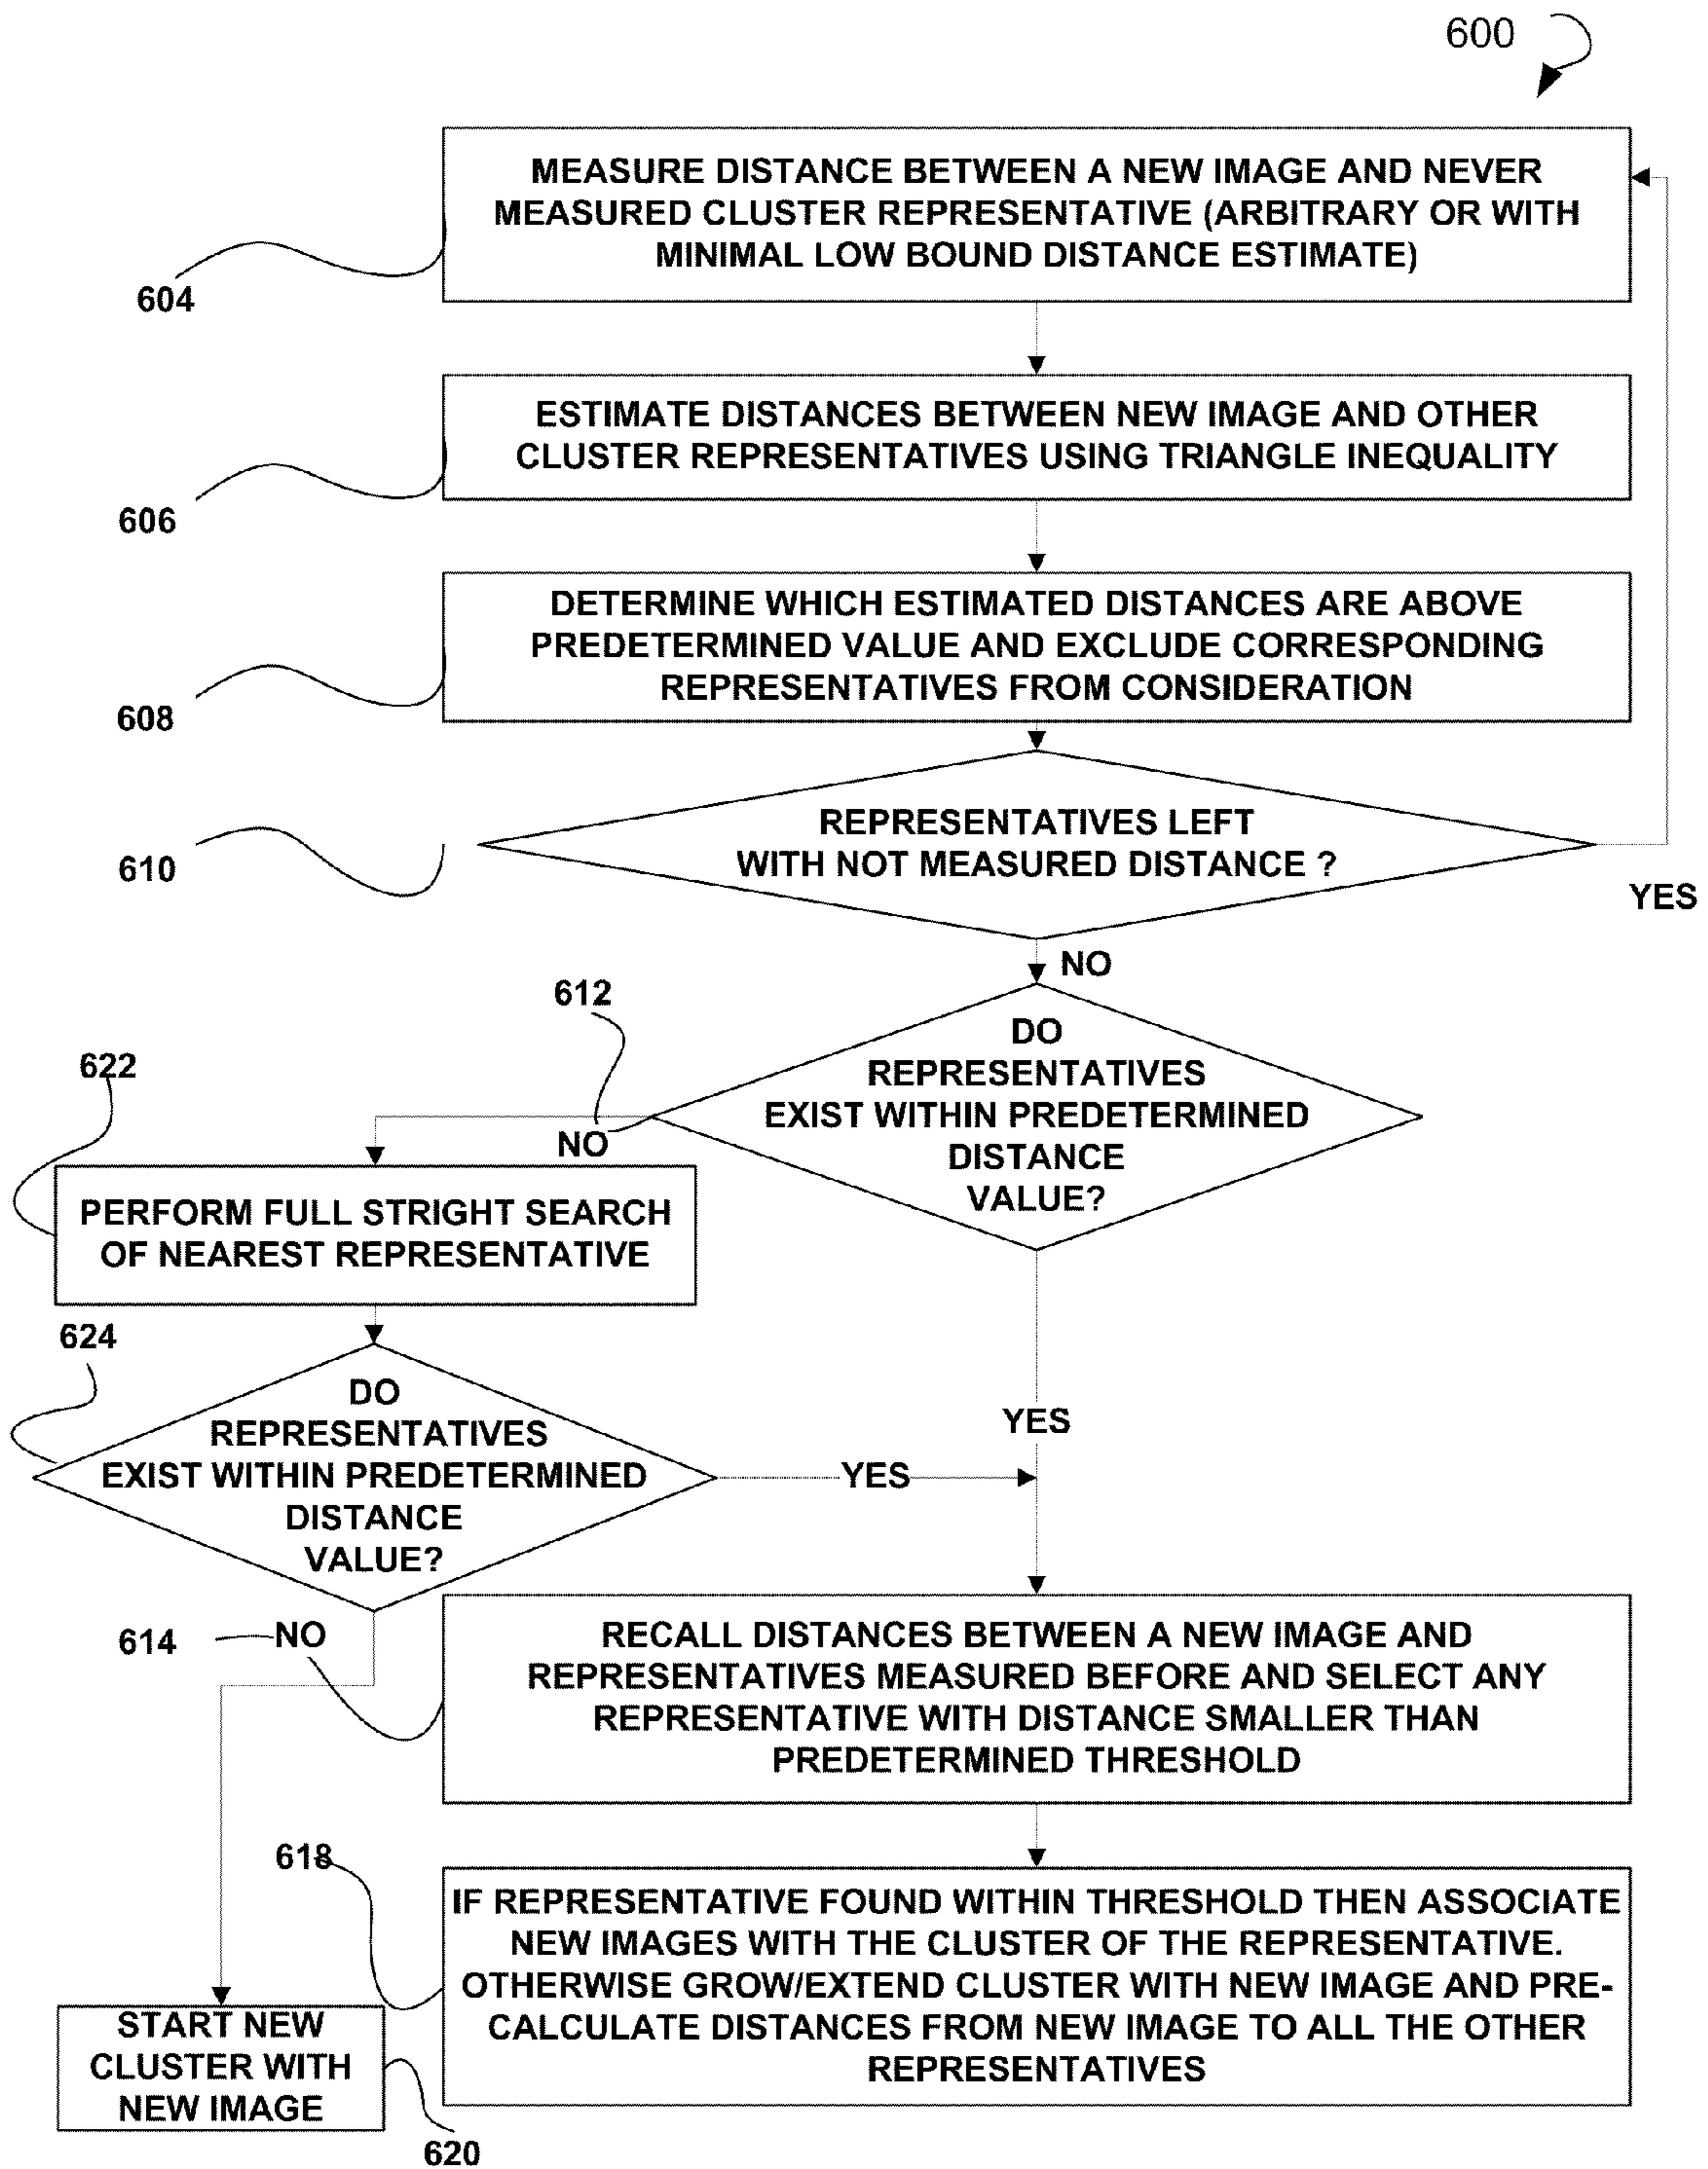 600
MEASURE DISTANCE BETWEEN A NEW IMAGE AND NEVER
MEASURED CLUSTER REPRESENTATIVE (ARBITRARY OR WITH
MINIMAL LOW BOUND DISTANCE ESTIMATE)
604
ESTIMATE DISTANCES BETWEEN NEW IMAGE AND OTHER
CLUSTER REPRESENTATIVES USING TRIANGLE INEQUALITY
606
DETERMINE WHICH ESTIMATED DISTANCES ARE ABOVE
PREDETERMINED VALUE AND EXCLUDE CORRESPONDING
REPRESENTATIVES FROM CONSIDERATION
608
REPRESENTATIVES LEFT
WITH NOT MEASURED DISTANCE ?
610
YES
NO
612
DO
REPRESENTATIVES
EXIST WITHIN PREDETERMINED
DISTANCE
VALUE?
622
NO
PERFORM FULL STRIGHT SEARCH
OF NEAREST REPRESENTATIVE
624
DO
REPRESENTATIVES
EXIST WITHIN PREDETERMINED
DISTANCE
VALUE?
YES
YES
614
NO
RECALL DISTANCES BETWEEN A NEW IMAGE AND
REPRESENTATIVES MEASURED BEFORE AND SELECT ANY
REPRESENTATIVE WITH DISTANCE SMALLER THAN
PREDETERMINED THRESHOLD
618
IF REPRESENTATIVE FOUND WITHIN THRESHOLD THEN ASSOCIATE
NEW IMAGES WITH THE CLUSTER OF THE REPRESENTATIVE.
OTHERWISE GROW/EXTEND CLUSTER WITH NEW IMAGE AND PRE-
CALCULATE DISTANCES FROM NEW IMAGE TO ALL THE OTHER
REPRESENTATIVES
START NEW
CLUSTER WITH
NEW IMAGE
620